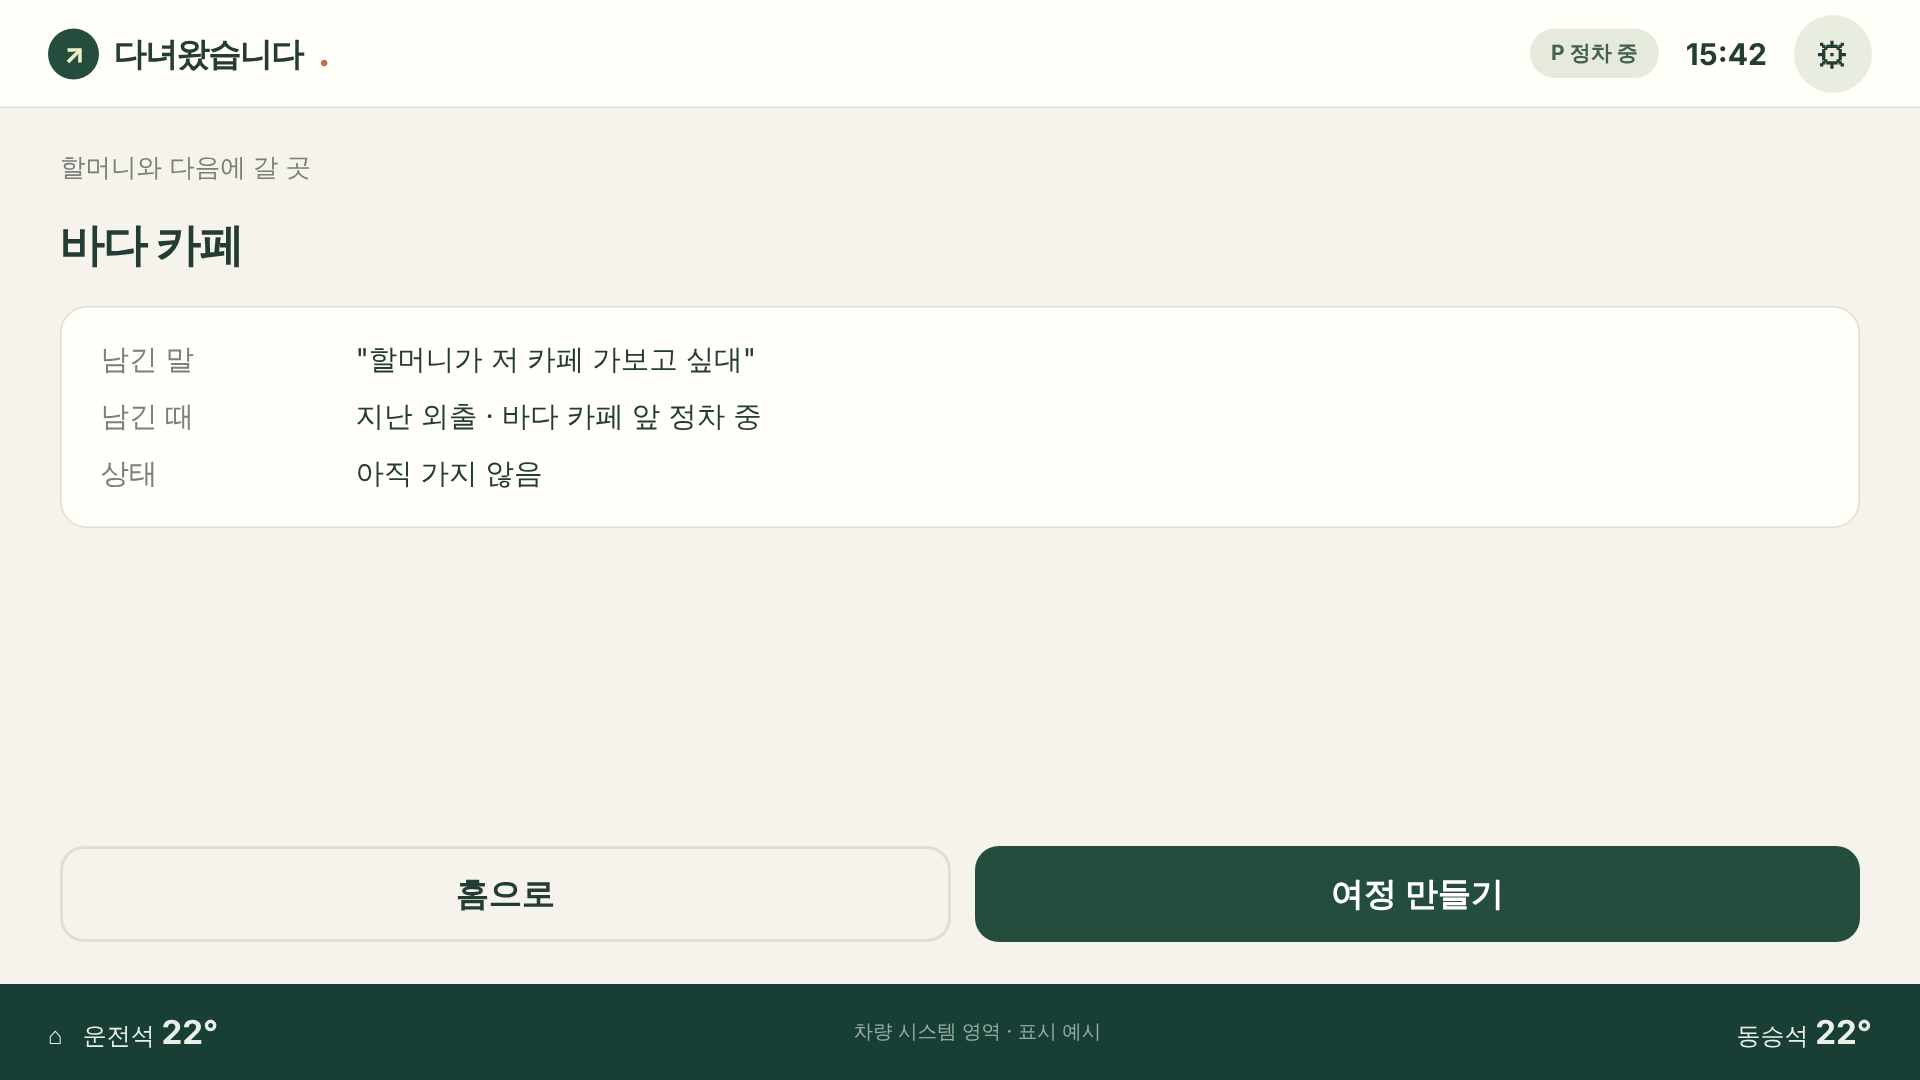 다녀왔습니다 .
P 정차 중
15:42
할머니와 다음에 갈 곳
바다 카페
남긴 말 "할머니가 저 카페 가보고 싶대"
남긴 때 지난 외출 · 바다 카페 앞 정차 중
상태 아직 가지 않음
홈으로
여정 만들기
운전석 22°
차량 시스템 영역 · 표시 예시
동승석 22°